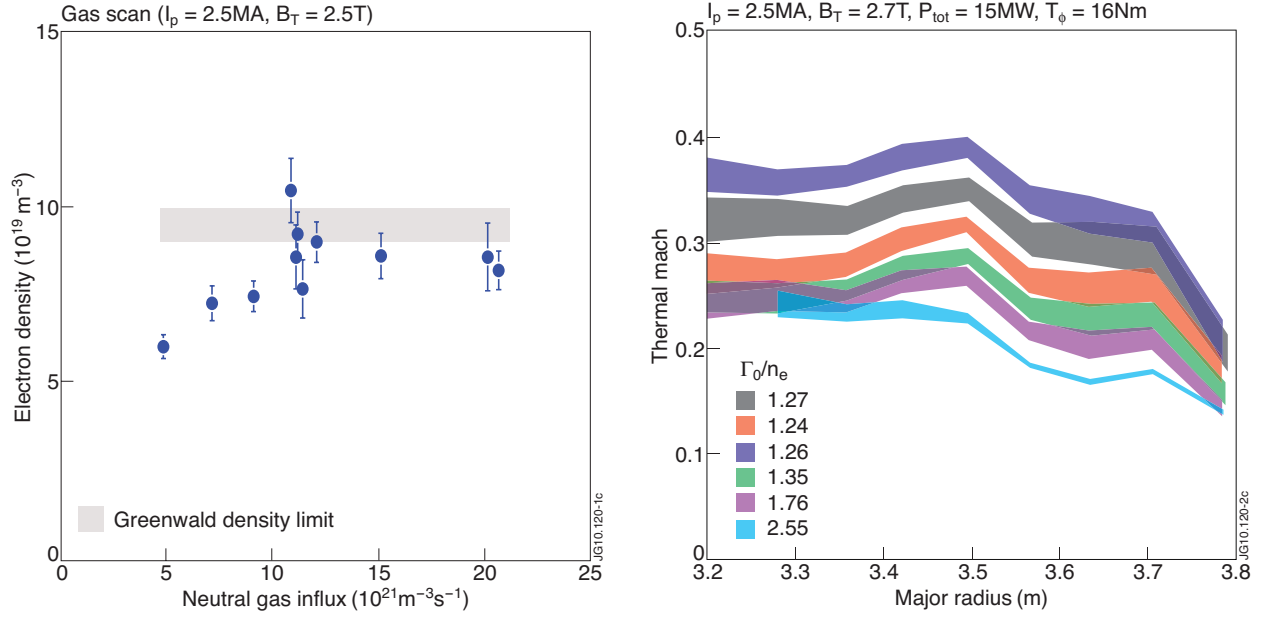 Gas scan (Ip = 2.5MA, BT = 2.5T)
15
10
5
0
0 5 10 15 20 25
Electron density (10¹⁹ m⁻³)
Neutral gas influx (10²¹m⁻³s⁻¹)
Greenwald density limit
JG10.120-1c
Ip = 2.5MA, BT = 2.7T, Ptot = 15MW, Tϕ = 16Nm
0.5
0.4
0.3
0.2
0.1
0
3.2 3.3 3.4 3.5 3.6 3.7 3.8
Thermal mach
Major radius (m)
Γ0/ne
1.27
1.24
1.26
1.35
1.76
2.55
JG10.120-2c